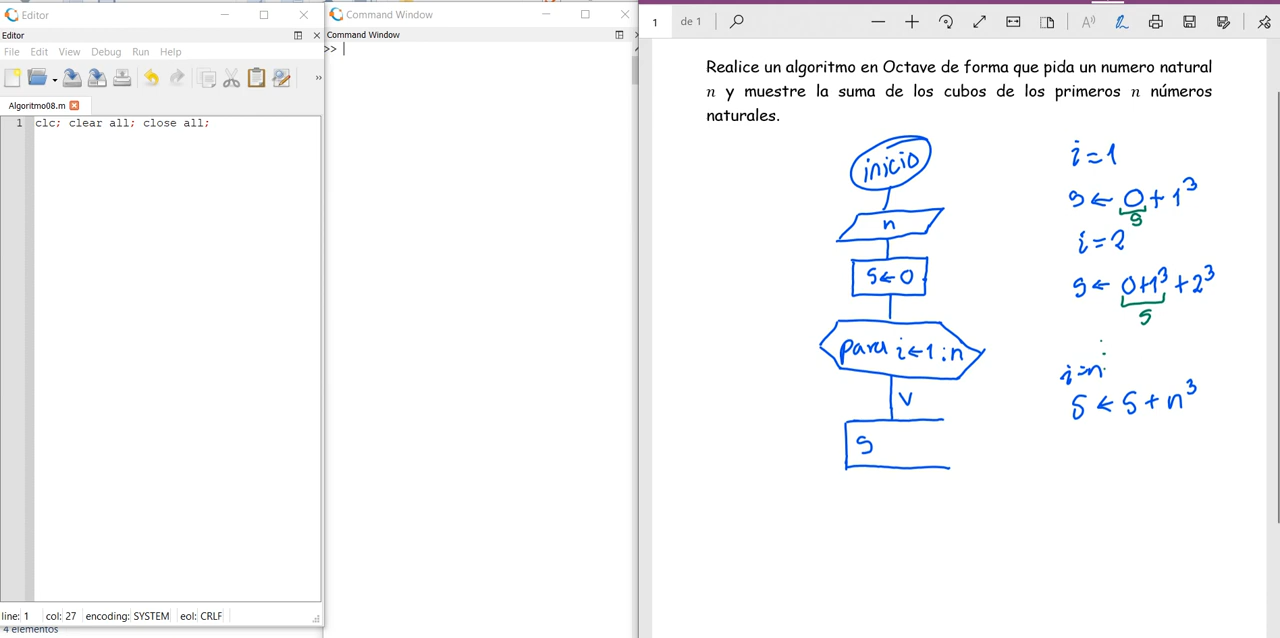 Editor
Editor
File Edit View Debug Run Help
»
Algoritmo08.m
1 clc; clear all; close all;
line: 1 col: 27 encoding: SYSTEM eol: CRLF
4 elementos
Command Window
Command Window
>>
1 de 1
Realice un algoritmo en Octave de forma que pida un numero natural
n y muestre la suma de los cubos de los primeros n números
naturales.
inicio
n
S ← 0
para i ← 1 : n
V
S
i = 1
S ← 0 + 1³
S
i = 2
S ← 0+1³ + 2³
S
⋮
i=n
S ← S + n³